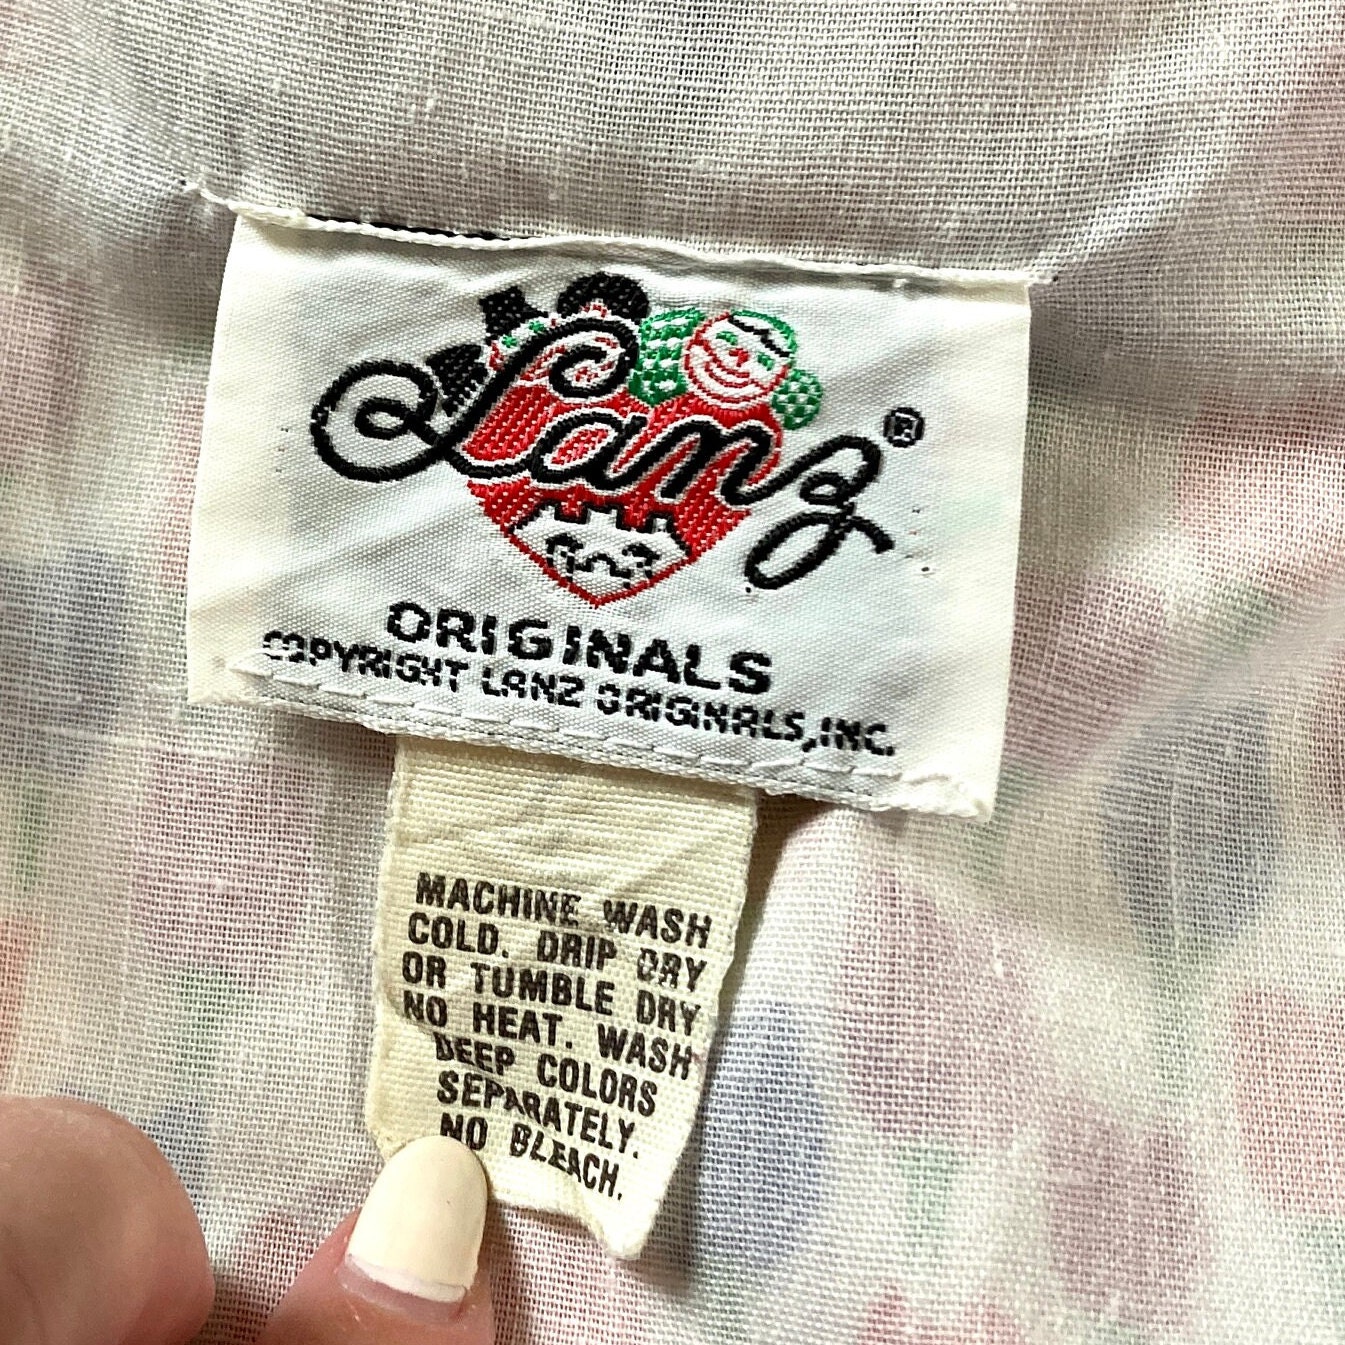 Lanz®
ORIGINALS
COPYRIGHT LANZ ORIGINALS, INC.
MACHINE WASH
COLD. DRIP DRY
OR TUMBLE DRY
NO HEAT. WASH
DEEP COLORS
SEPARATELY.
NO BLEACH.